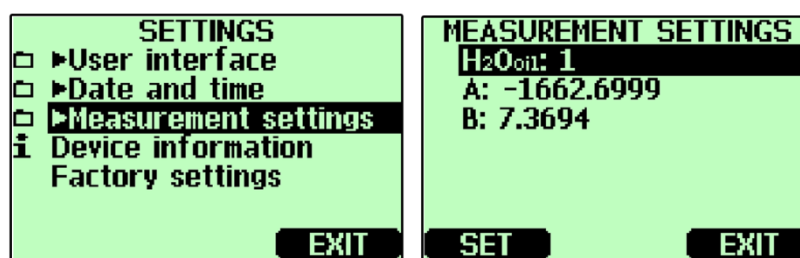 SETTINGS
▶User interface
▶Date and time
▶Measurement settings
i Device information
Factory settings
EXIT
MEASUREMENT SETTINGS
H₂Ooil: 1
A: -1662.6999
B: 7.3694
SET EXIT